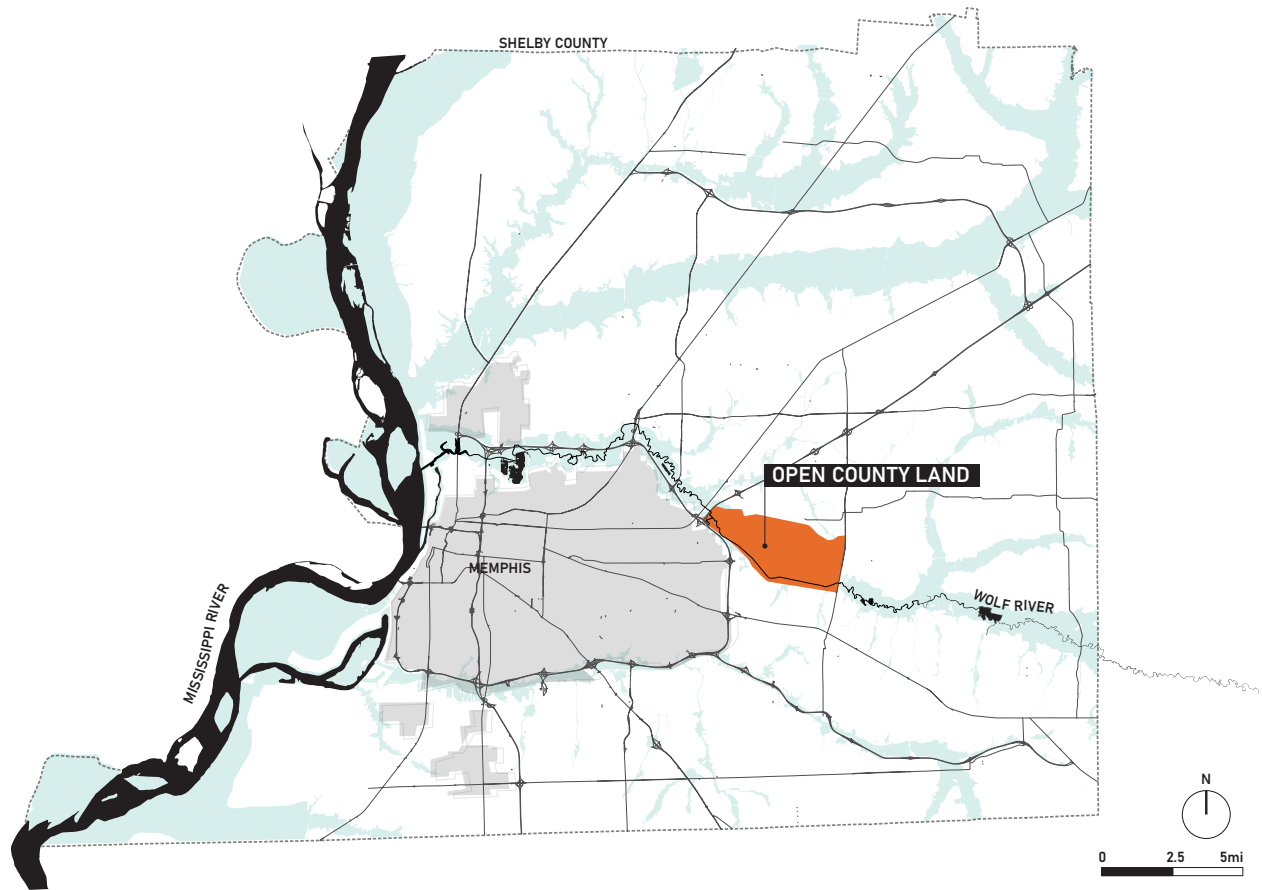 SHELBY COUNTY
OPEN COUNTY LAND
MEMPHIS
WOLF RIVER
MISSISSIPPI RIVER
N
0 2.5 5mi